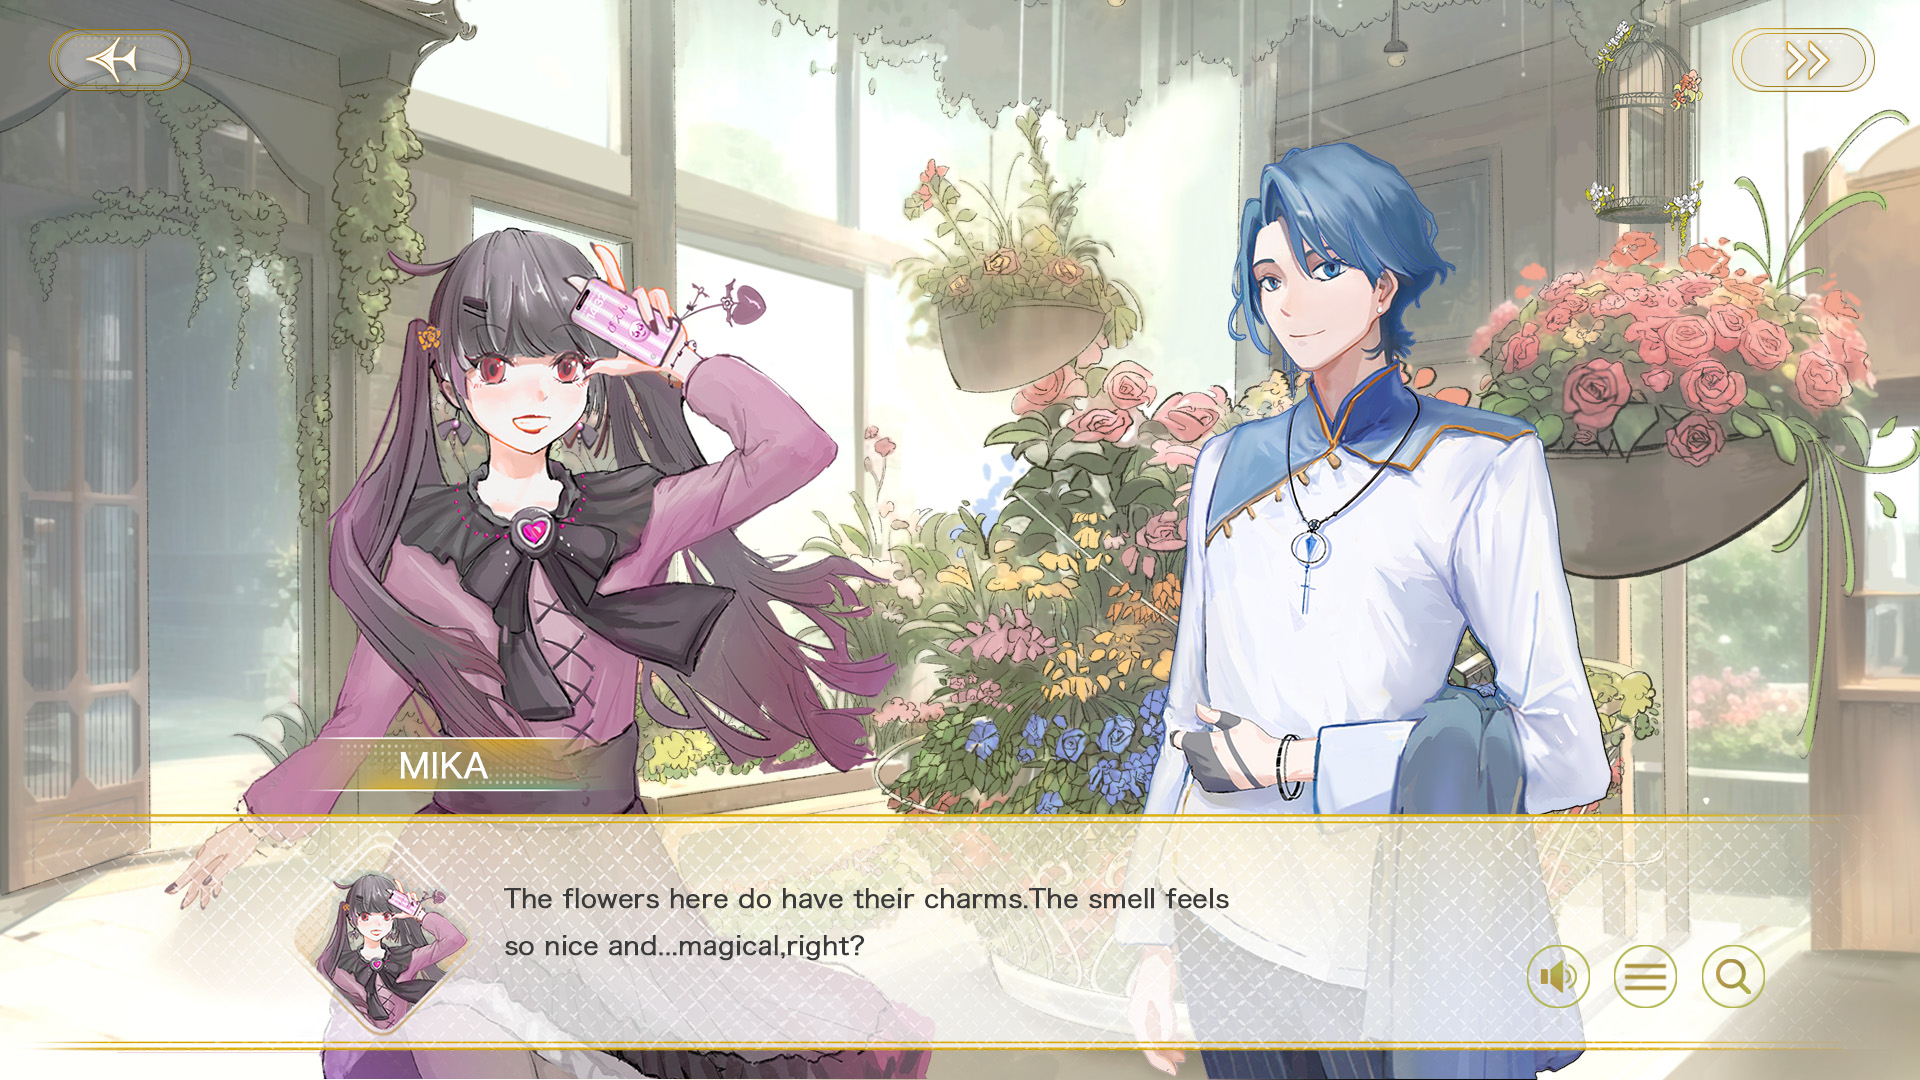 MIKA
The flowers here do have their charms.The smell feels
so nice and...magical,right?